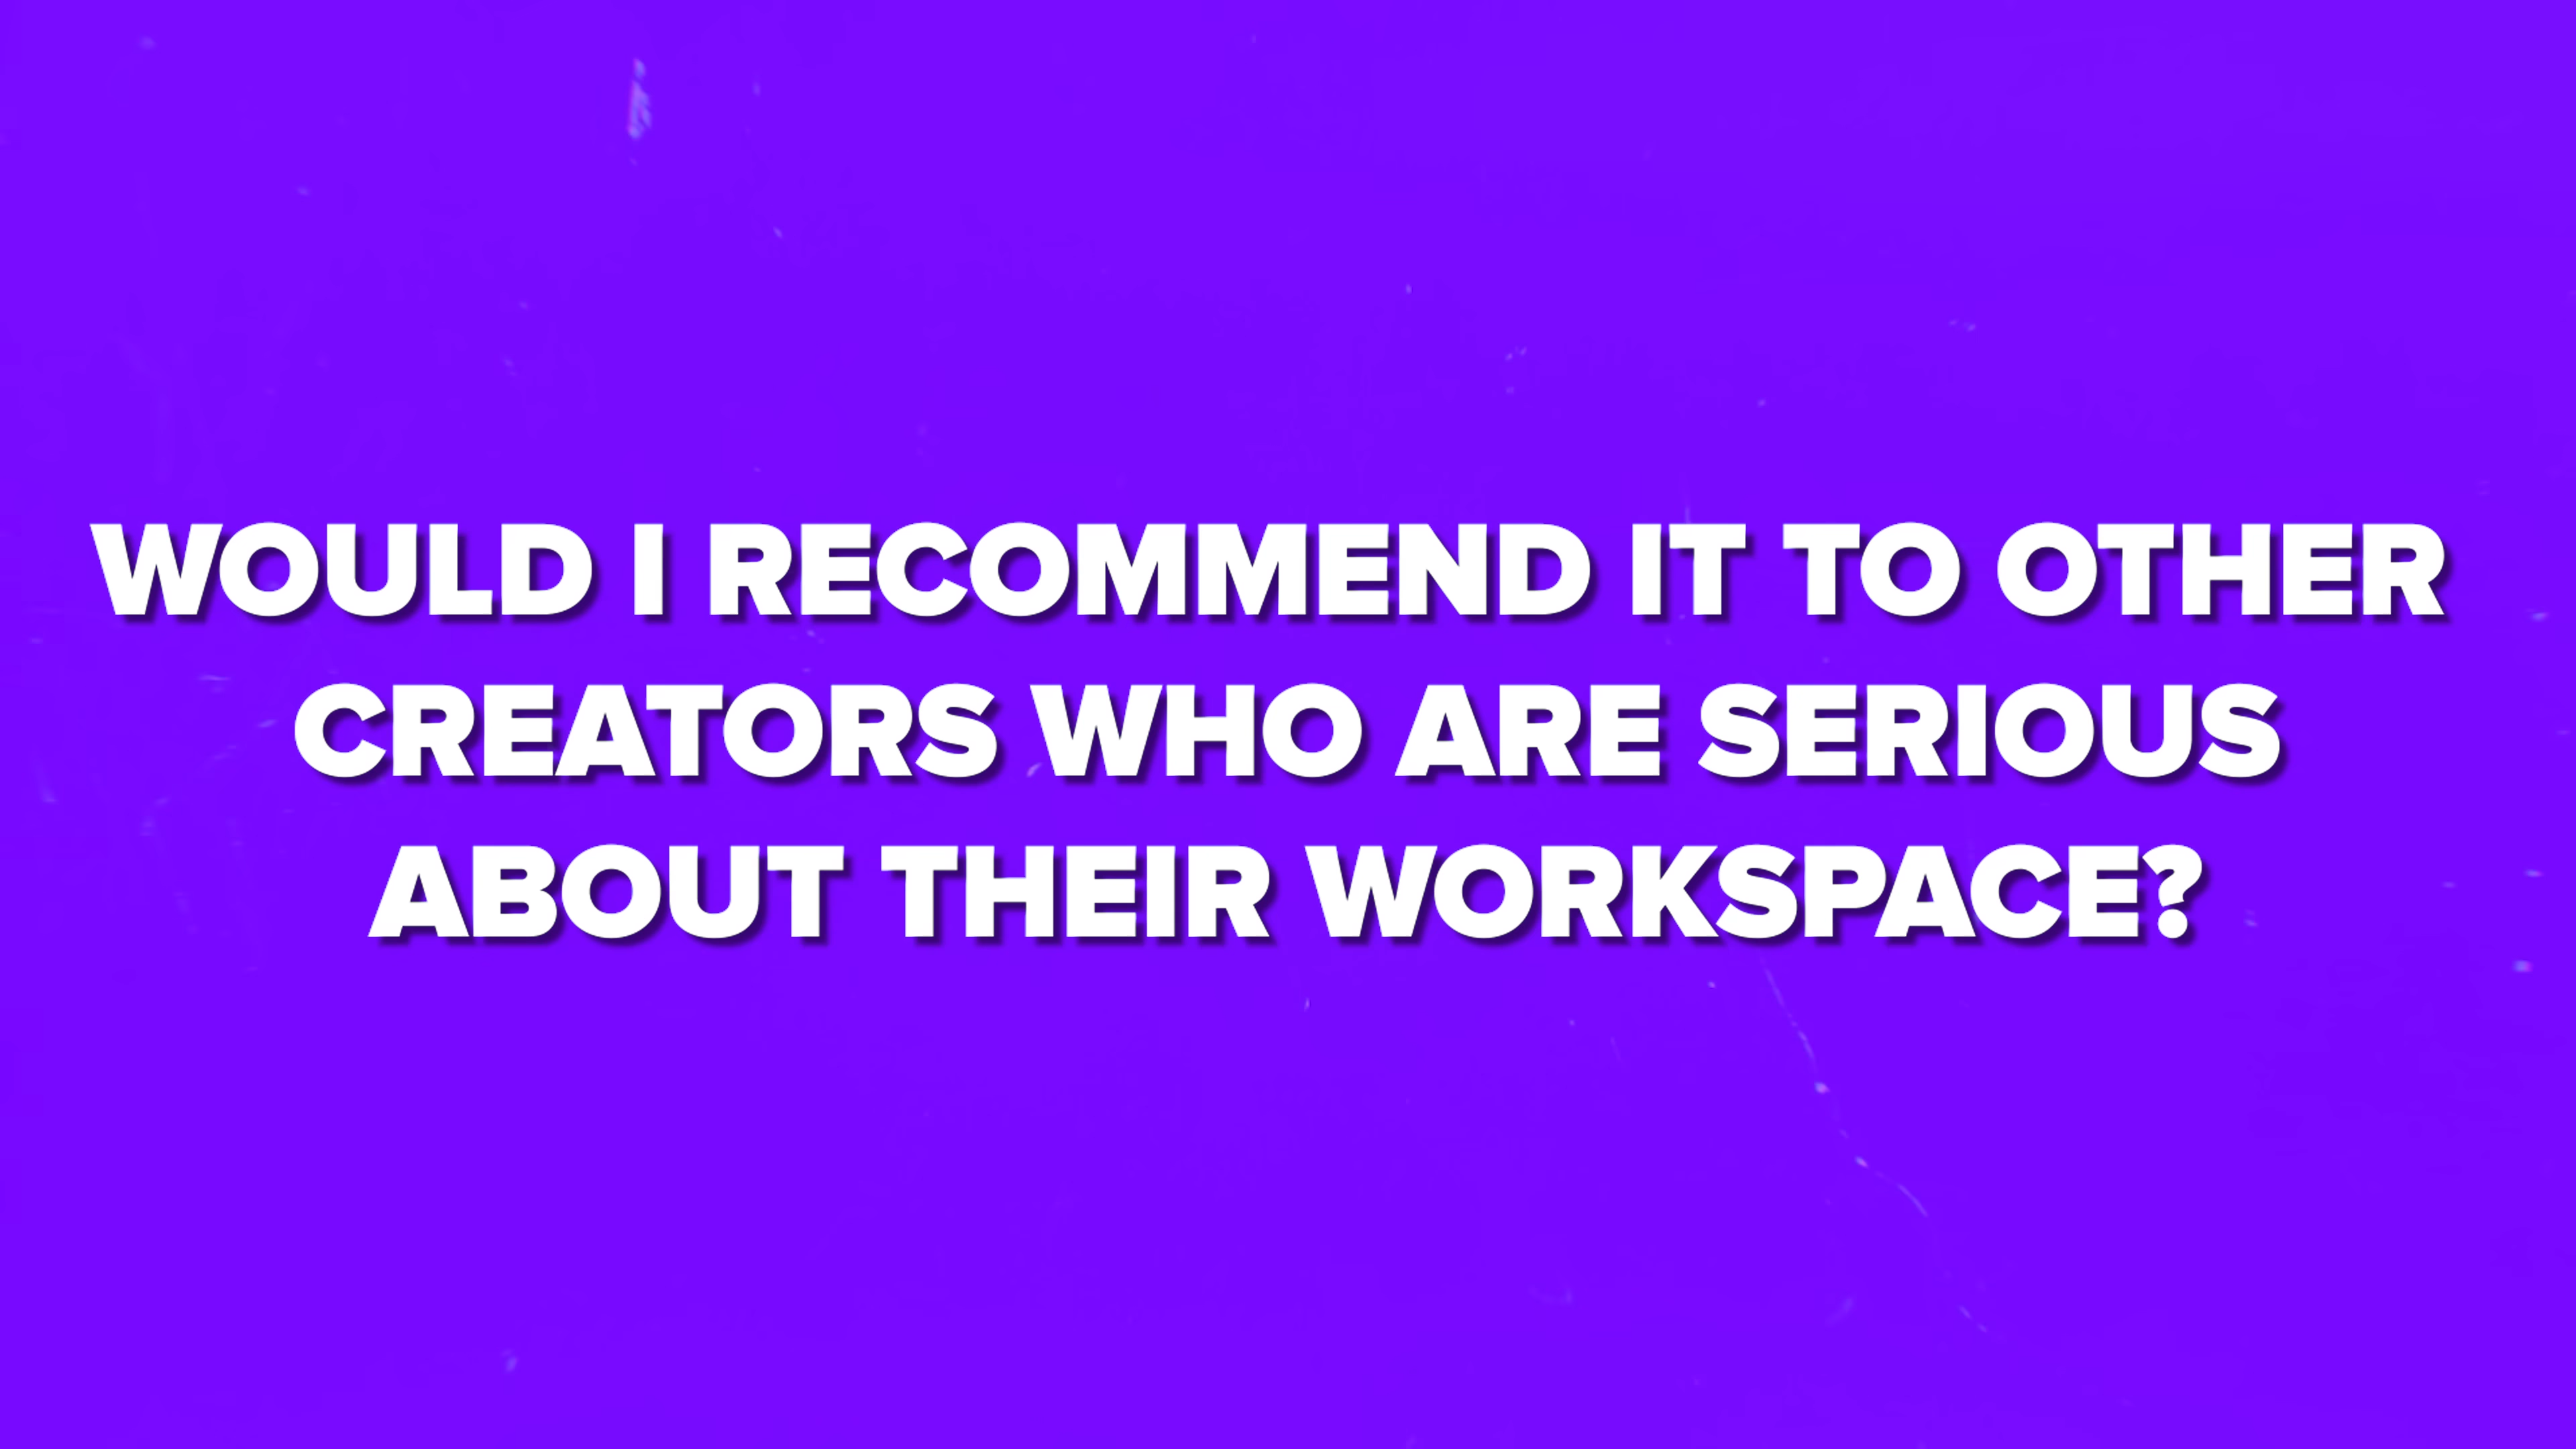 WOULD I RECOMMEND IT TO OTHER
CREATORS WHO ARE SERIOUS
ABOUT THEIR WORKSPACE?